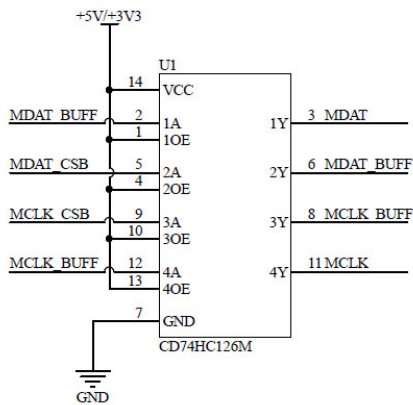 +5V/+3V3
U1
14 VCC
MDAT_BUFF 2 1A 1Y 3 MDAT
1 1OE
MDAT_CSB 5 2A 2Y 6 MDAT_BUFF
4 2OE
MCLK_CSB 9 3A 3Y 8 MCLK_BUFF
10 3OE
MCLK_BUFF 12 4A 4Y 11 MCLK
13 4OE
7 GND
CD74HC126M
GND